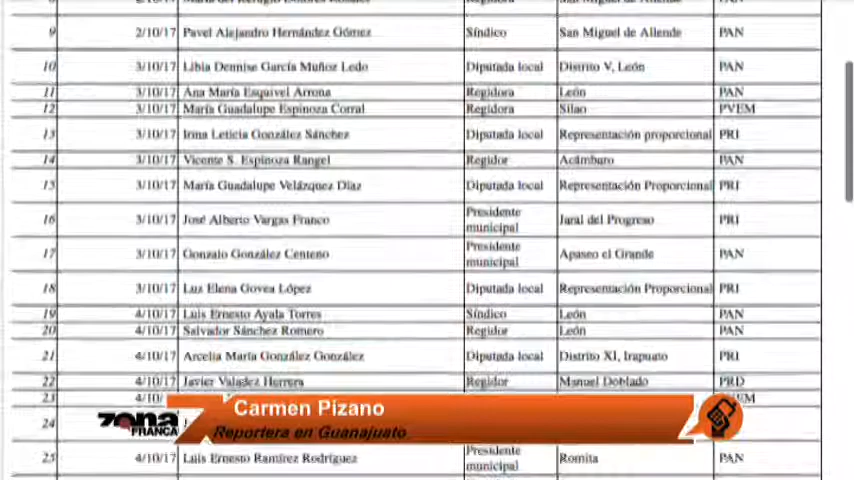 9 2/10/17 Pavel Alejandro Hernández Gómez Síndico San Miguel de Allende PAN
10 3/10/17 Libia Dennise García Muñoz Ledo Diputada local Distrito V, León PAN
11 3/10/17 Ana María Esquivel Arrona Regidora León PAN
12 3/10/17 María Guadalupe Espinoza Corral Regidora Silao PVEM
13 3/10/17 Irma Leticia González Sánchez Diputada local Representación proporcional PRI
14 3/10/17 Vicente S. Espinoza Rangel Regidor Acámbaro PAN
15 3/10/17 María Guadalupe Velázquez Díaz Diputada local Representación Proporcional PRI
16 3/10/17 José Alberto Vargas Franco Presidente municipal Jaral del Progreso PRI
17 3/10/17 Gonzalo González Centeno Presidente municipal Apaseo el Grande PAN
18 3/10/17 Luz Elena Govea López Diputada local Representación Proporcional PRI
19 4/10/17 Luis Ernesto Ayala Torres Síndico León PAN
20 4/10/17 Salvador Sánchez Romero Regidor León PAN
21 4/10/17 Arcelia María González González Diputada local Distrito XI, Irapuato PRI
22 4/10/17 Javier Valadez Herrera Regidor Manuel Doblado PRD
23 4/10/
24
25 4/10/17 Luis Ernesto Ramírez Rodríguez Presidente municipal Romita PAN
zona
FRANCA
Carmen Pizano
Reportera en Guanajuato